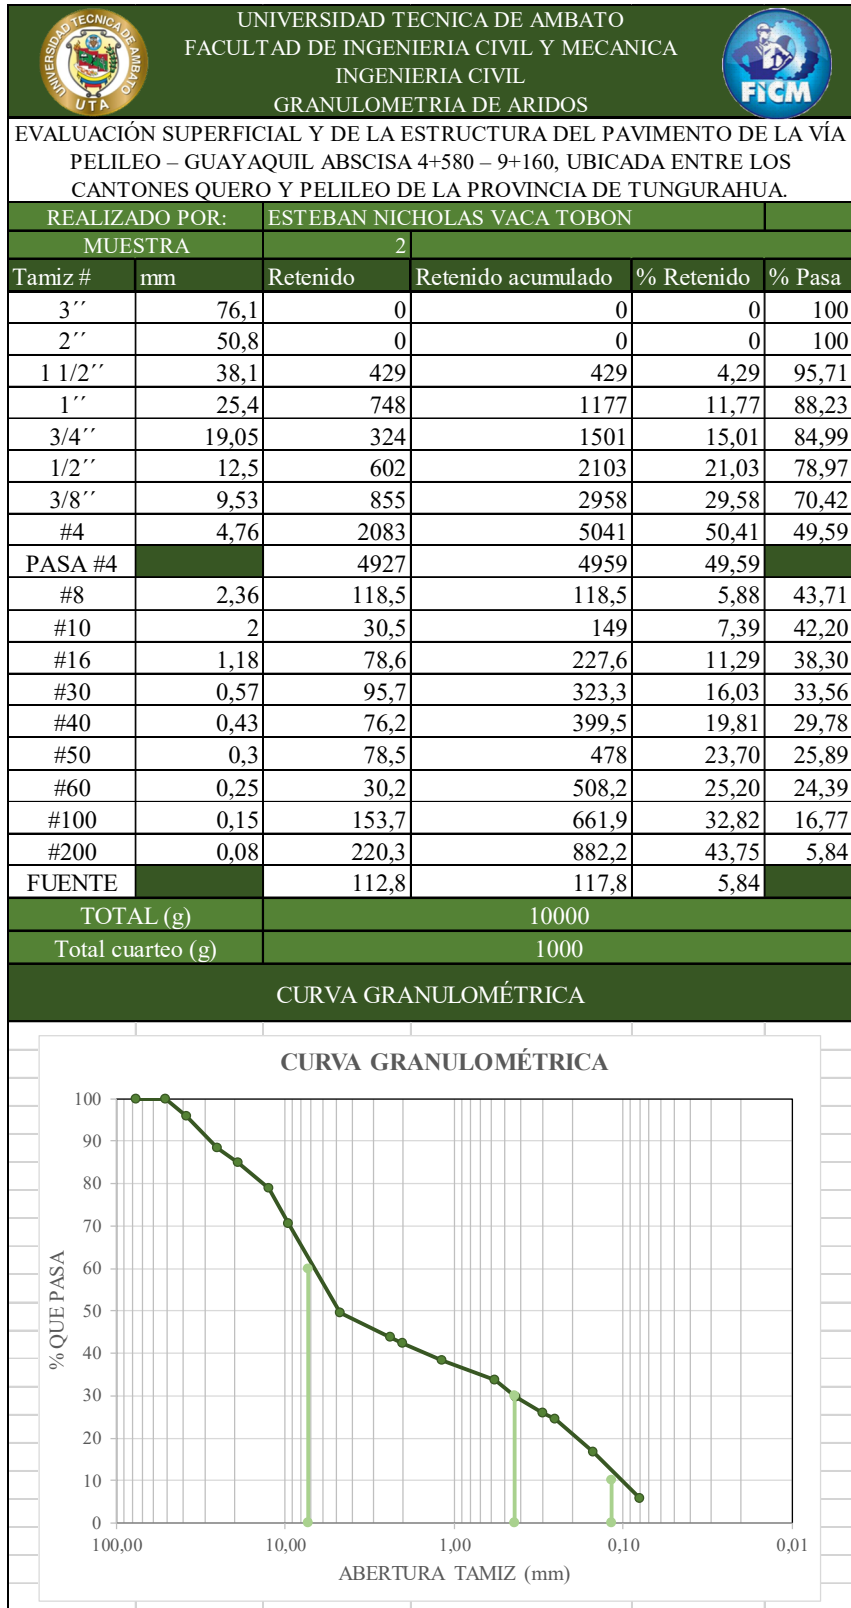 UNIVERSIDAD TECNICA DE AMBATO
FACULTAD DE INGENIERIA CIVIL Y MECANICA
INGENIERIA CIVIL
GRANULOMETRIA DE ARIDOS
UNIVERSIDAD TECNICA DE AMBATO
UTA
FICM
EVALUACIÓN SUPERFICIAL Y DE LA ESTRUCTURA DEL PAVIMENTO DE LA VÍA
PELILEO – GUAYAQUIL ABSCISA 4+580 – 9+160, UBICADA ENTRE LOS
CANTONES QUERO Y PELILEO DE LA PROVINCIA DE TUNGURAHUA.
REALIZADO POR: ESTEBAN NICHOLAS VACA TOBON
MUESTRA 2
Tamiz # mm Retenido Retenido acumulado % Retenido % Pasa
3´´ 76,1 0 0 0 100
2´´ 50,8 0 0 0 100
1 1/2´´ 38,1 429 429 4,29 95,71
1´´ 25,4 748 1177 11,77 88,23
3/4´´ 19,05 324 1501 15,01 84,99
1/2´´ 12,5 602 2103 21,03 78,97
3/8´´ 9,53 855 2958 29,58 70,42
#4 4,76 2083 5041 50,41 49,59
PASA #4 4927 4959 49,59
#8 2,36 118,5 118,5 5,88 43,71
#10 2 30,5 149 7,39 42,20
#16 1,18 78,6 227,6 11,29 38,30
#30 0,57 95,7 323,3 16,03 33,56
#40 0,43 76,2 399,5 19,81 29,78
#50 0,3 78,5 478 23,70 25,89
#60 0,25 30,2 508,2 25,20 24,39
#100 0,15 153,7 661,9 32,82 16,77
#200 0,08 220,3 882,2 43,75 5,84
FUENTE 112,8 117,8 5,84
TOTAL (g) 10000
Total cuarteo (g) 1000
CURVA GRANULOMÉTRICA
CURVA GRANULOMÉTRICA
% QUE PASA
100
90
80
70
60
50
40
30
20
10
0
100,00 10,00 1,00 0,10 0,01
ABERTURA TAMIZ (mm)